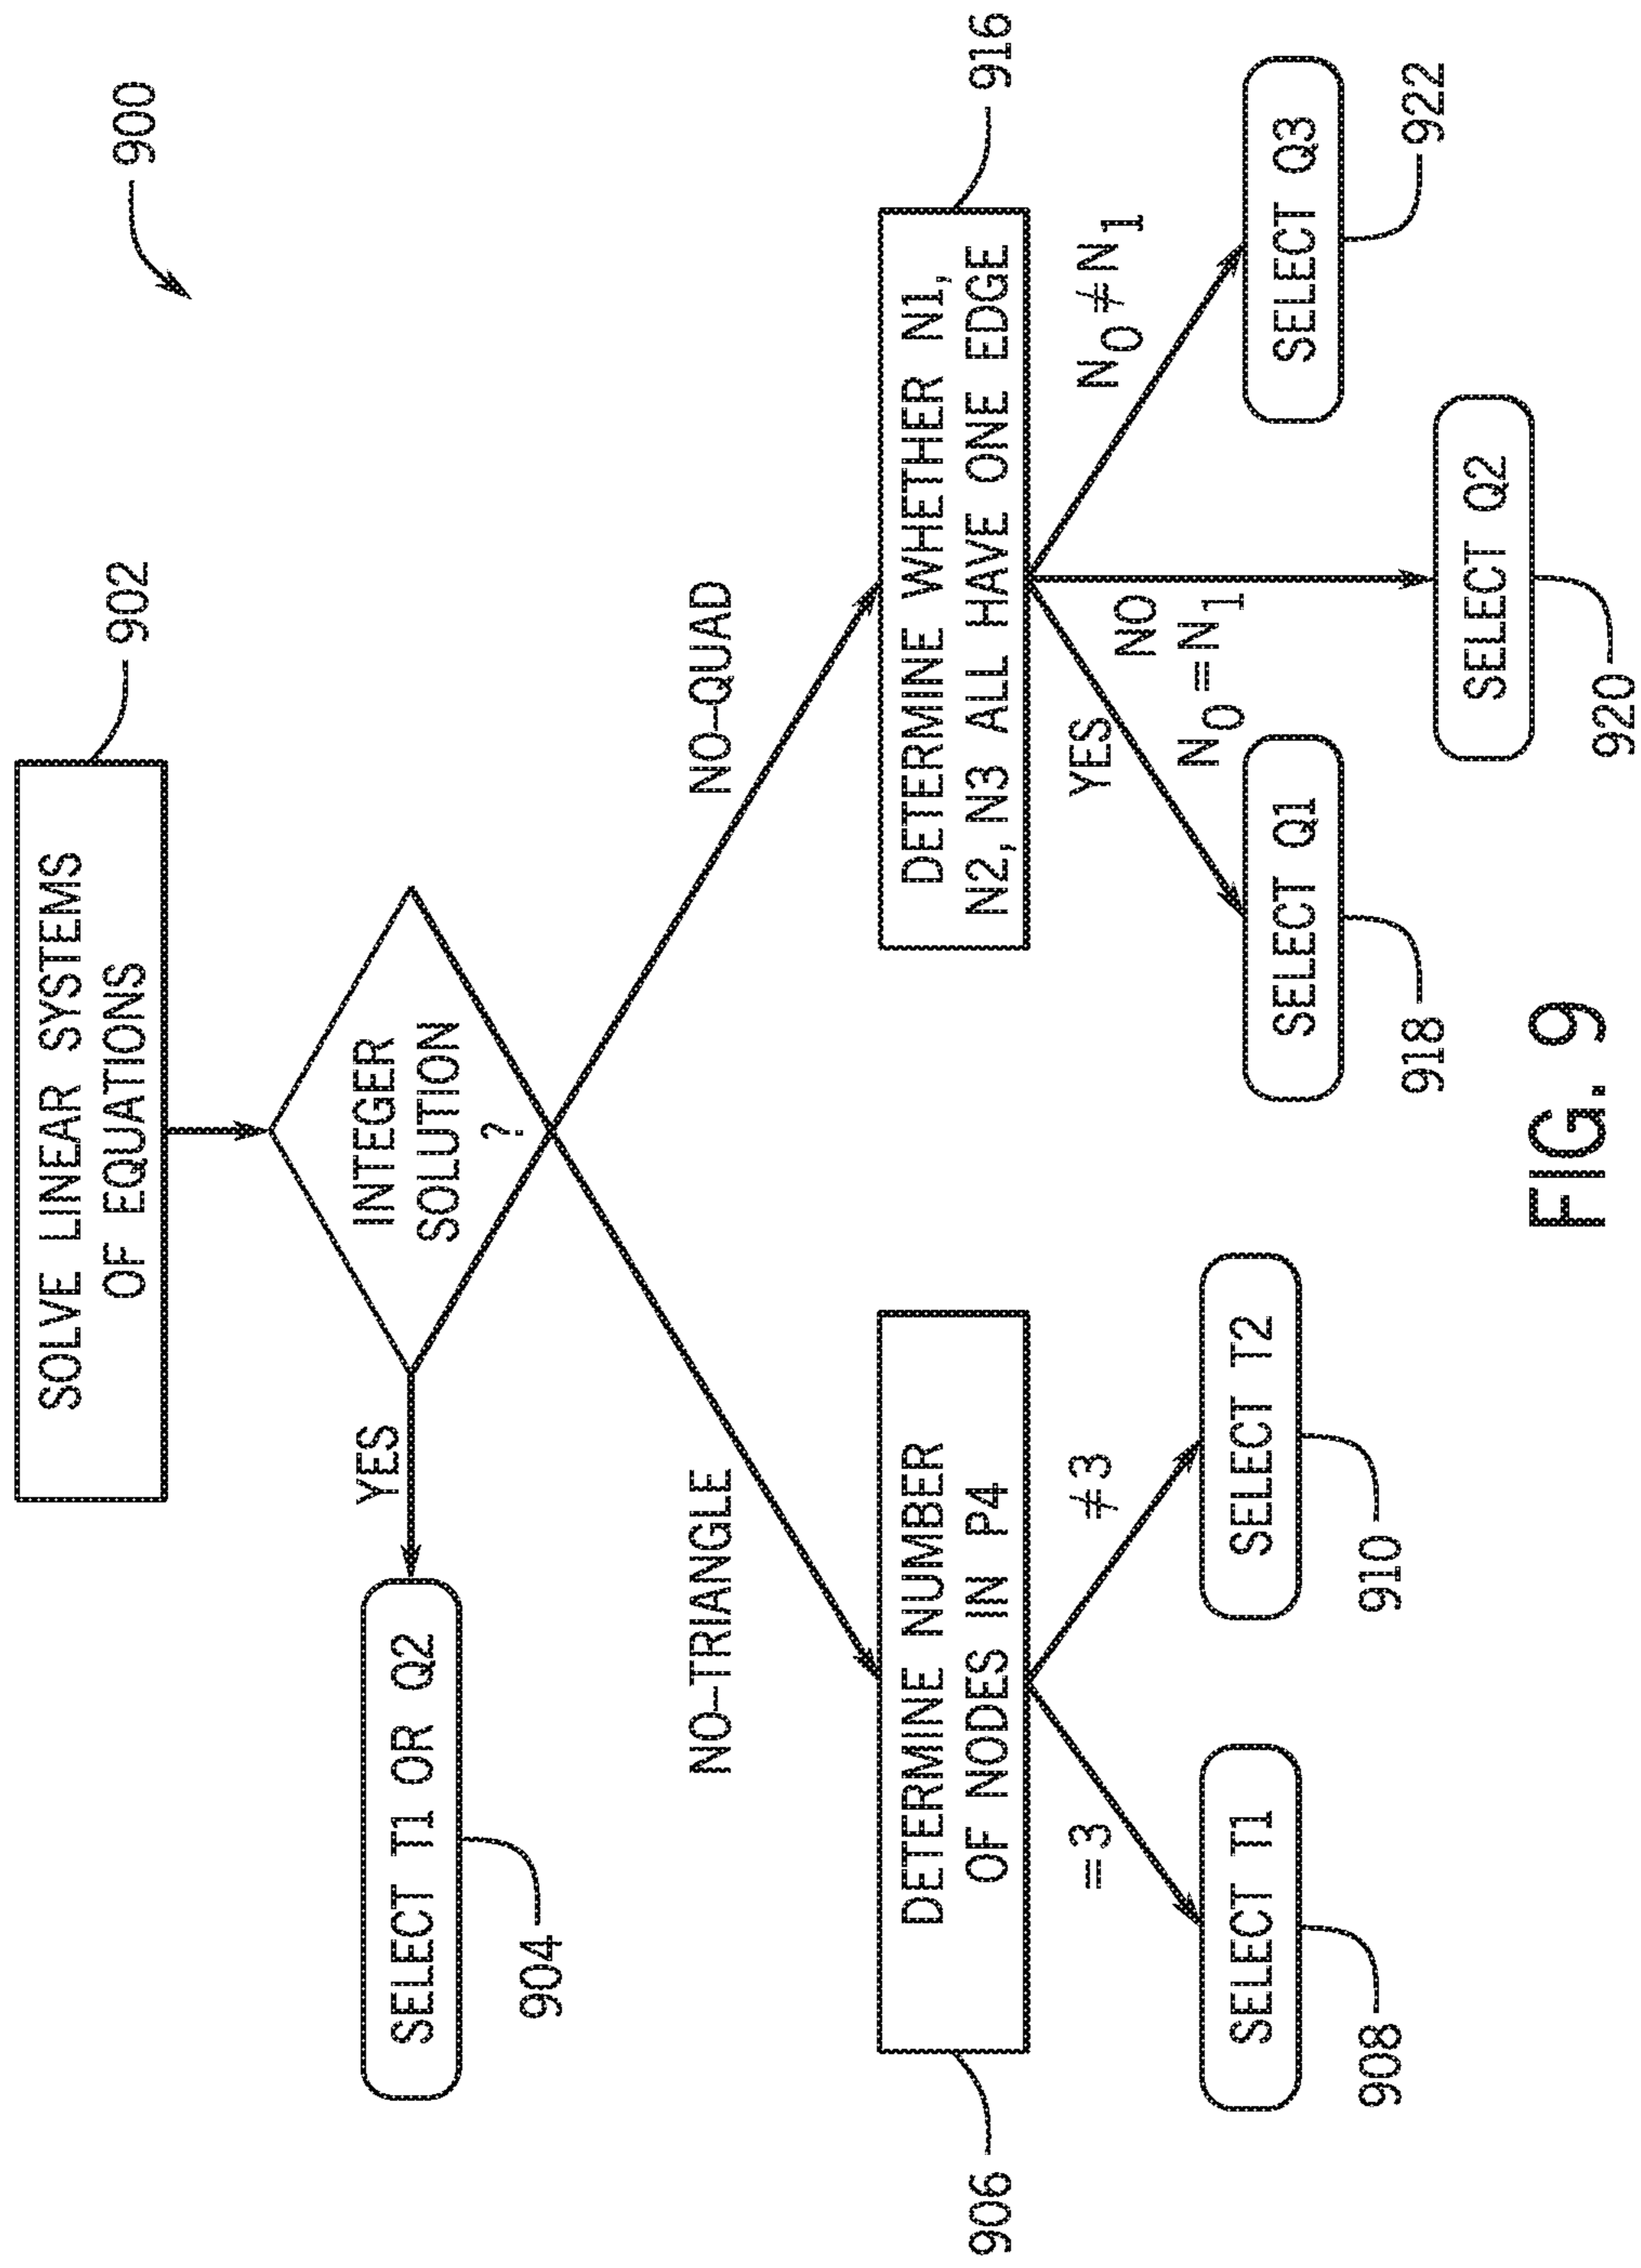 900
SOLVE LINEAR SYSTEMS
OF EQUATIONS
902
INTEGER
SOLUTION
?
YES
SELECT T1 OR Q2
904
NO-TRIANGLE
NO-QUAD
906
DETERMINE NUMBER
OF NODES IN P4
=3
≠3
SELECT T1
908
SELECT T2
910
DETERMINE WHETHER N1,
N2,N3 ALL HAVE ONE EDGE
916
YES
NO
N0=N1
N0≠N1
SELECT Q1
918
SELECT Q2
920
SELECT Q3
922
FIG. 9